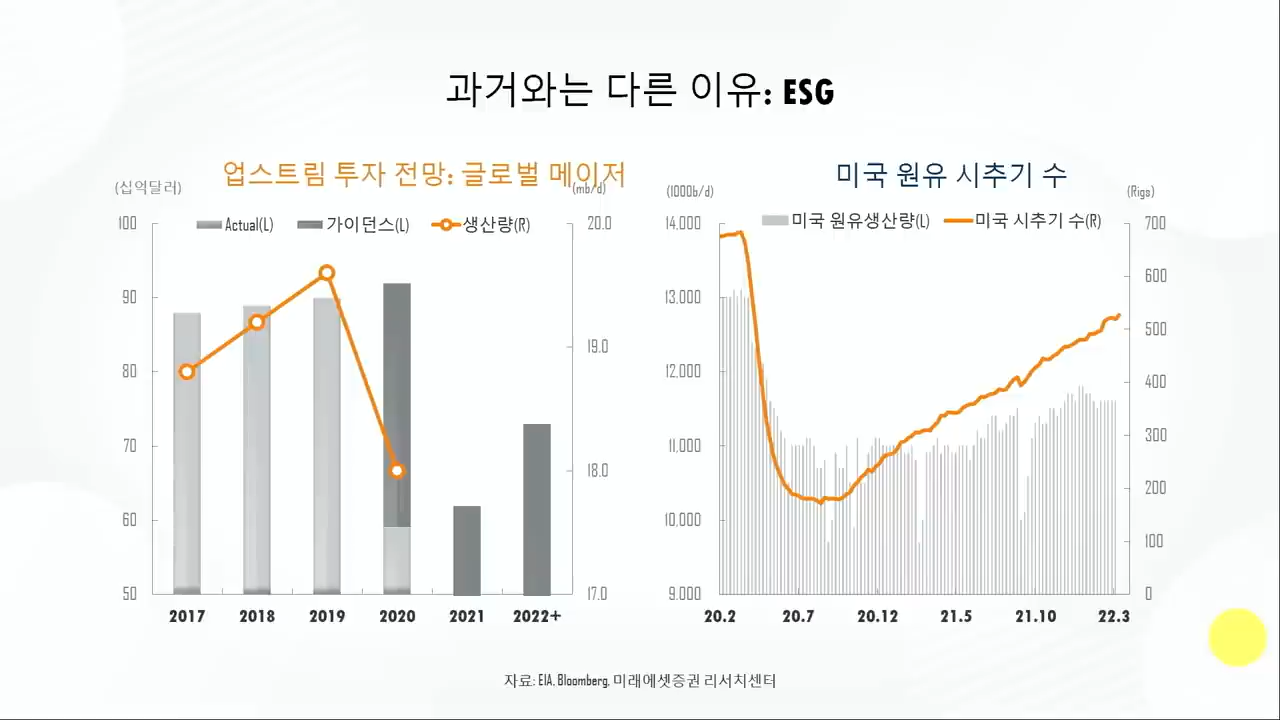 과거와는 다른 이유: ESG
업스트림 투자 전망: 글로벌 메이저
(십억달러)
(mb/d)
Actual(L)
가이던스(L)
생산량(R)
100
90
80
70
60
50
20.0
19.0
18.0
17.0
2017
2018
2019
2020
2021
2022+
미국 원유 시추기 수
(1000b/d)
(Rigs)
미국 원유생산량(L)
미국 시추기 수(R)
14,000
13,000
12,000
11,000
10,000
9,000
700
600
500
400
300
200
100
0
20.2
20.7
20.12
21.5
21.10
22.3
자료: EIA, Bloomberg, 미래에셋증권 리서치센터